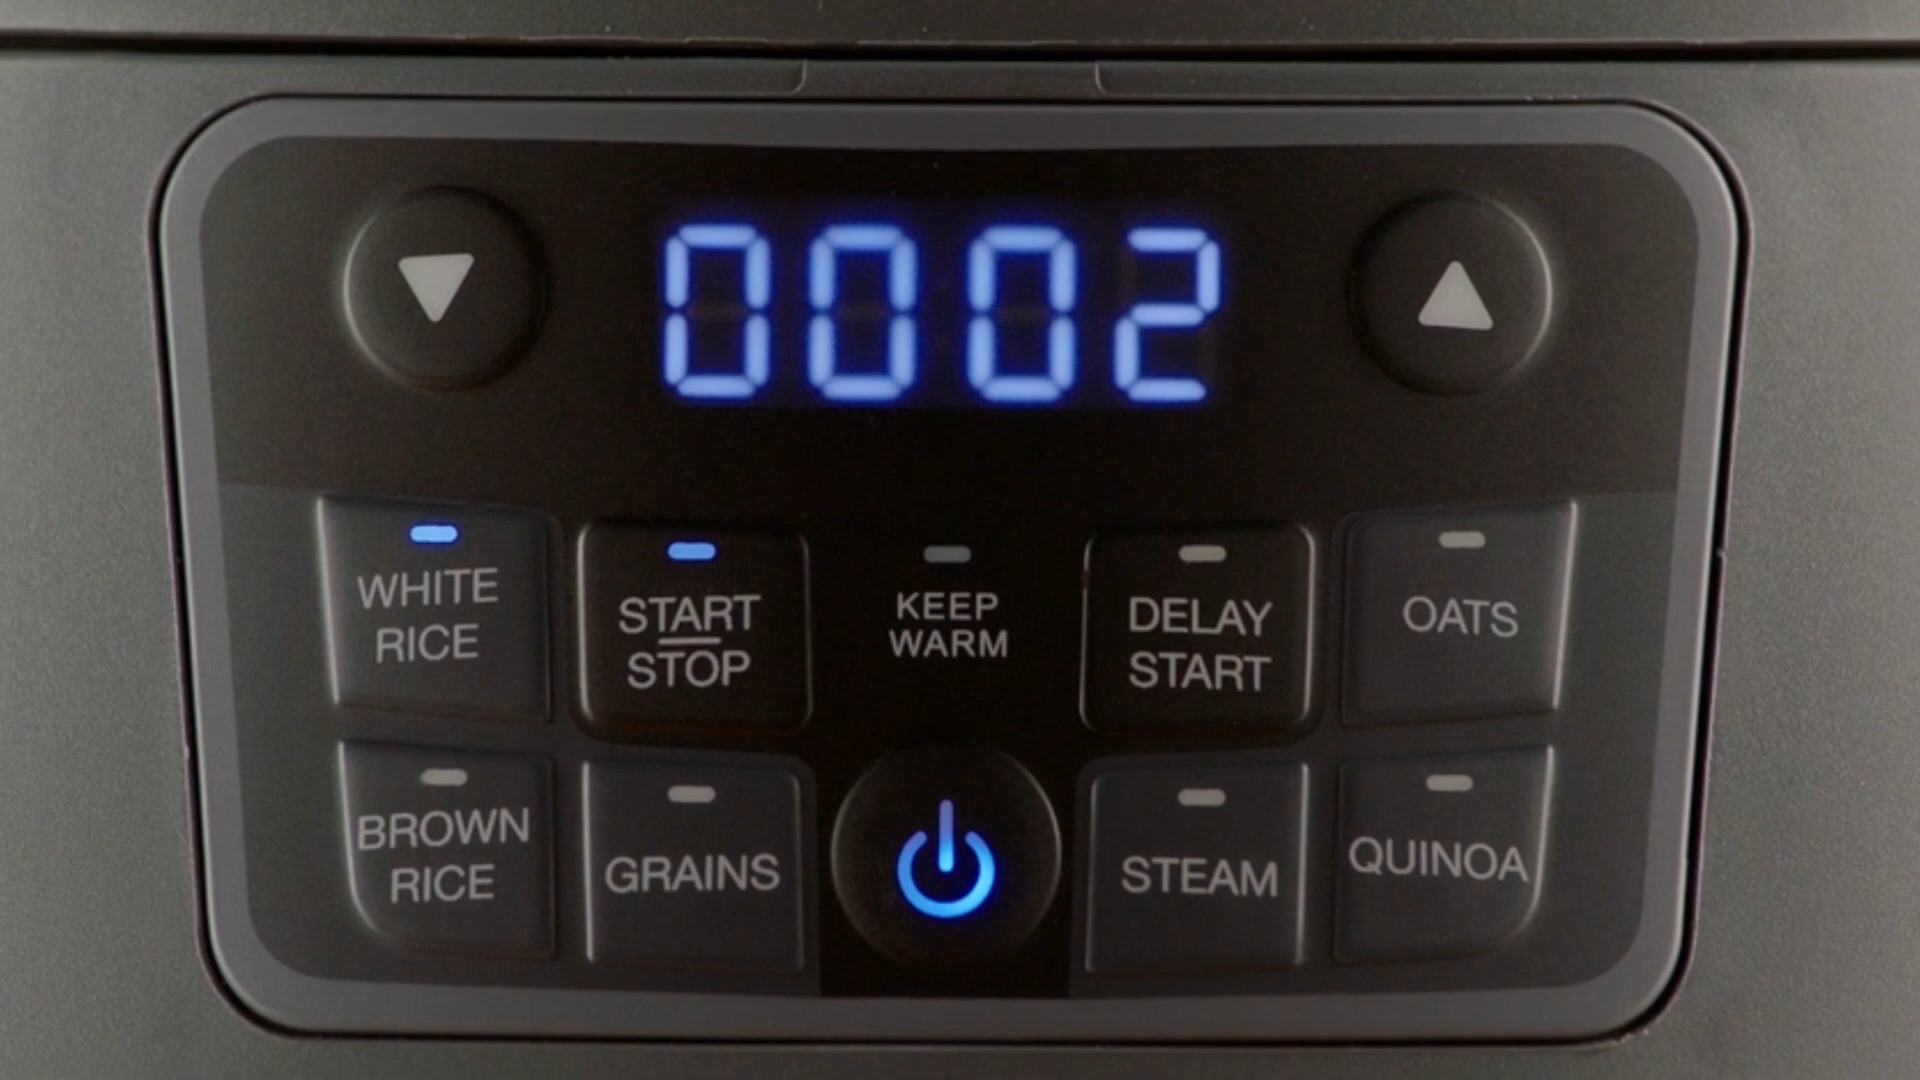 0002
WHITE
RICE
START
STOP
KEEP
WARM
DELAY
START
OATS
BROWN
RICE
GRAINS
STEAM
QUINOA